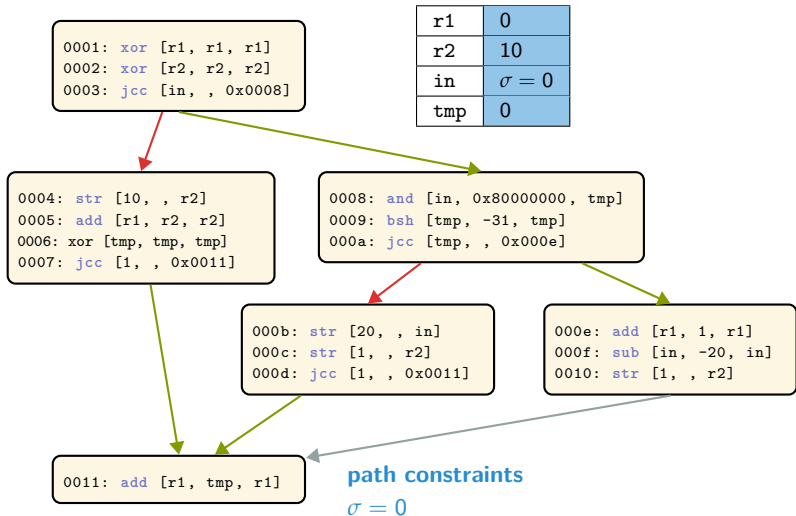 0001: xor [r1, r1, r1]
0002: xor [r2, r2, r2]
0003: jcc [in, , 0x0008]
r1 0
r2 10
in σ = 0
tmp 0
0004: str [10, , r2]
0005: add [r1, r2, r2]
0006: xor [tmp, tmp, tmp]
0007: jcc [1, , 0x0011]
0008: and [in, 0x80000000, tmp]
0009: bsh [tmp, -31, tmp]
000a: jcc [tmp, , 0x000e]
000b: str [20, , in]
000c: str [1, , r2]
000d: jcc [1, , 0x0011]
000e: add [r1, 1, r1]
000f: sub [in, -20, in]
0010: str [1, , r2]
0011: add [r1, tmp, r1]
path constraints
σ = 0